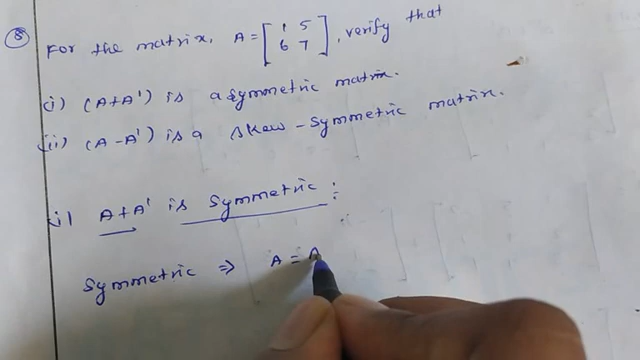 8) For the matrix, A = [1 5 6 7], verify that
(i) (A+A') is a symmetric matrix.
(ii) (A-A') is a skew-symmetric matrix.
i) A+A' is symmetric:
Symmetric ⇒ A = A